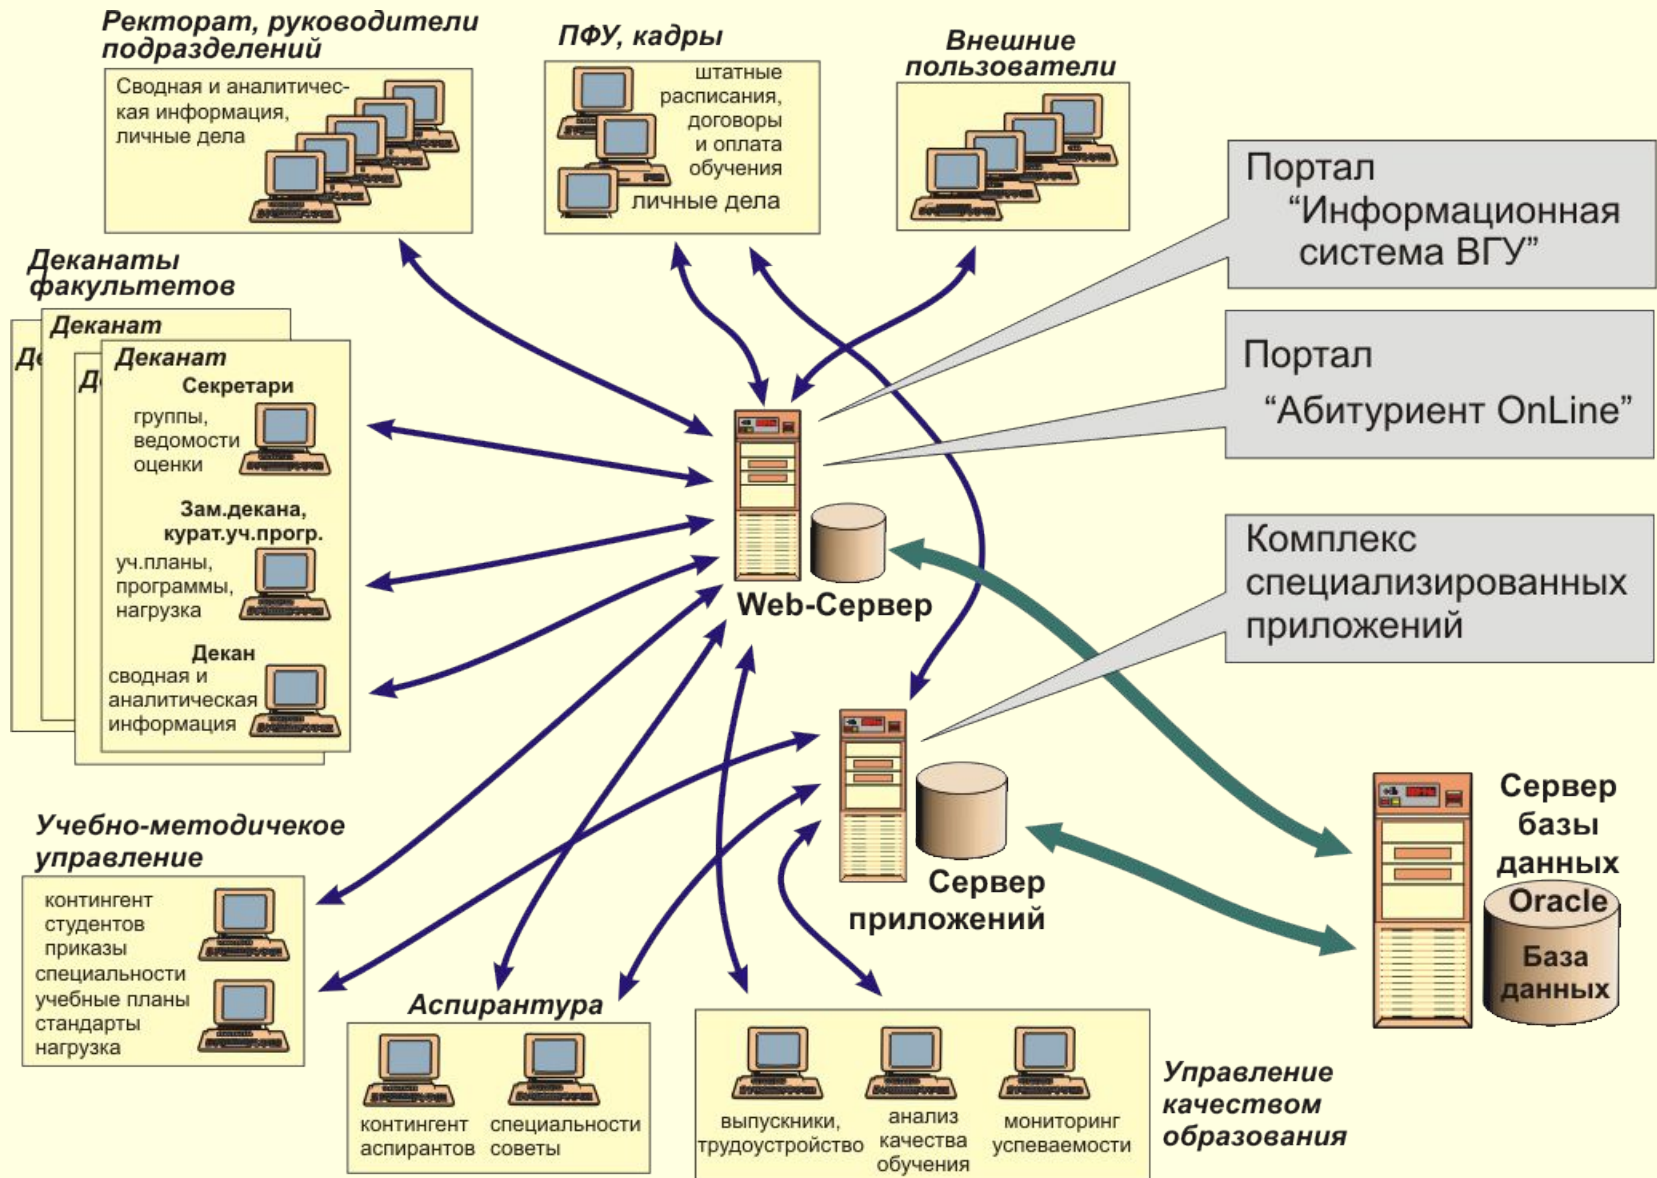 Ректорат, руководители
подразделений
Сводная и аналитичес-
кая информация,
личные дела
ПФУ, кадры
штатные
расписания,
договоры
и оплата
обучения
личные дела
Внешние
пользователи
Портал
“Информационная
система ВГУ”
Портал
“Абитуриент OnLine”
Комплекс
специализированных
приложений
Деканаты
факультетов
Деканат
Де
Д
Деканат
Секретари
группы,
ведомости
оценки
Зам.декана,
курат.уч.прогр.
уч.планы,
программы,
нагрузка
Декан
сводная и
аналитическая
информация
Web-Сервер
Сервер
приложений
Сервер
базы
данных
Oracle
База
данных
Учебно-методичекое
управление
контингент
студентов
приказы
специальности
учебные планы
стандарты
нагрузка
Аспирантура
контингент
аспирантов
специальности
советы
выпускники,
трудоустройство
анализ
качества
обучения
мониторинг
успеваемости
Управление
качеством
образования